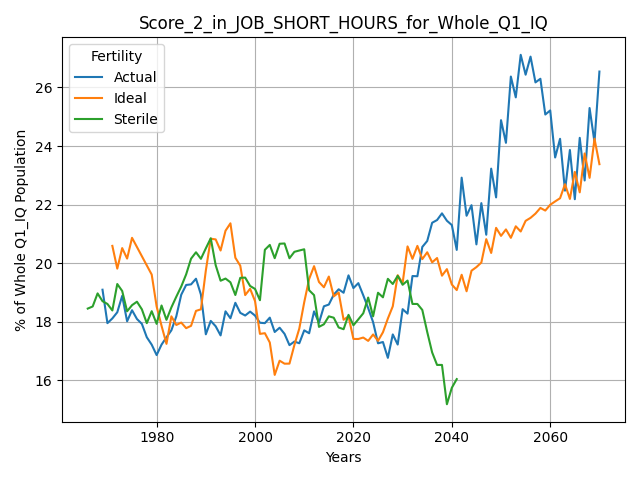 Score_2_in_JOB_SHORT_HOURS_for_Whole_Q1_IQ
Fertility
Actual
Ideal
Sterile
% of Whole Q1_IQ Population
26
24
22
20
18
16
1980
2000
2020
2040
2060
Years